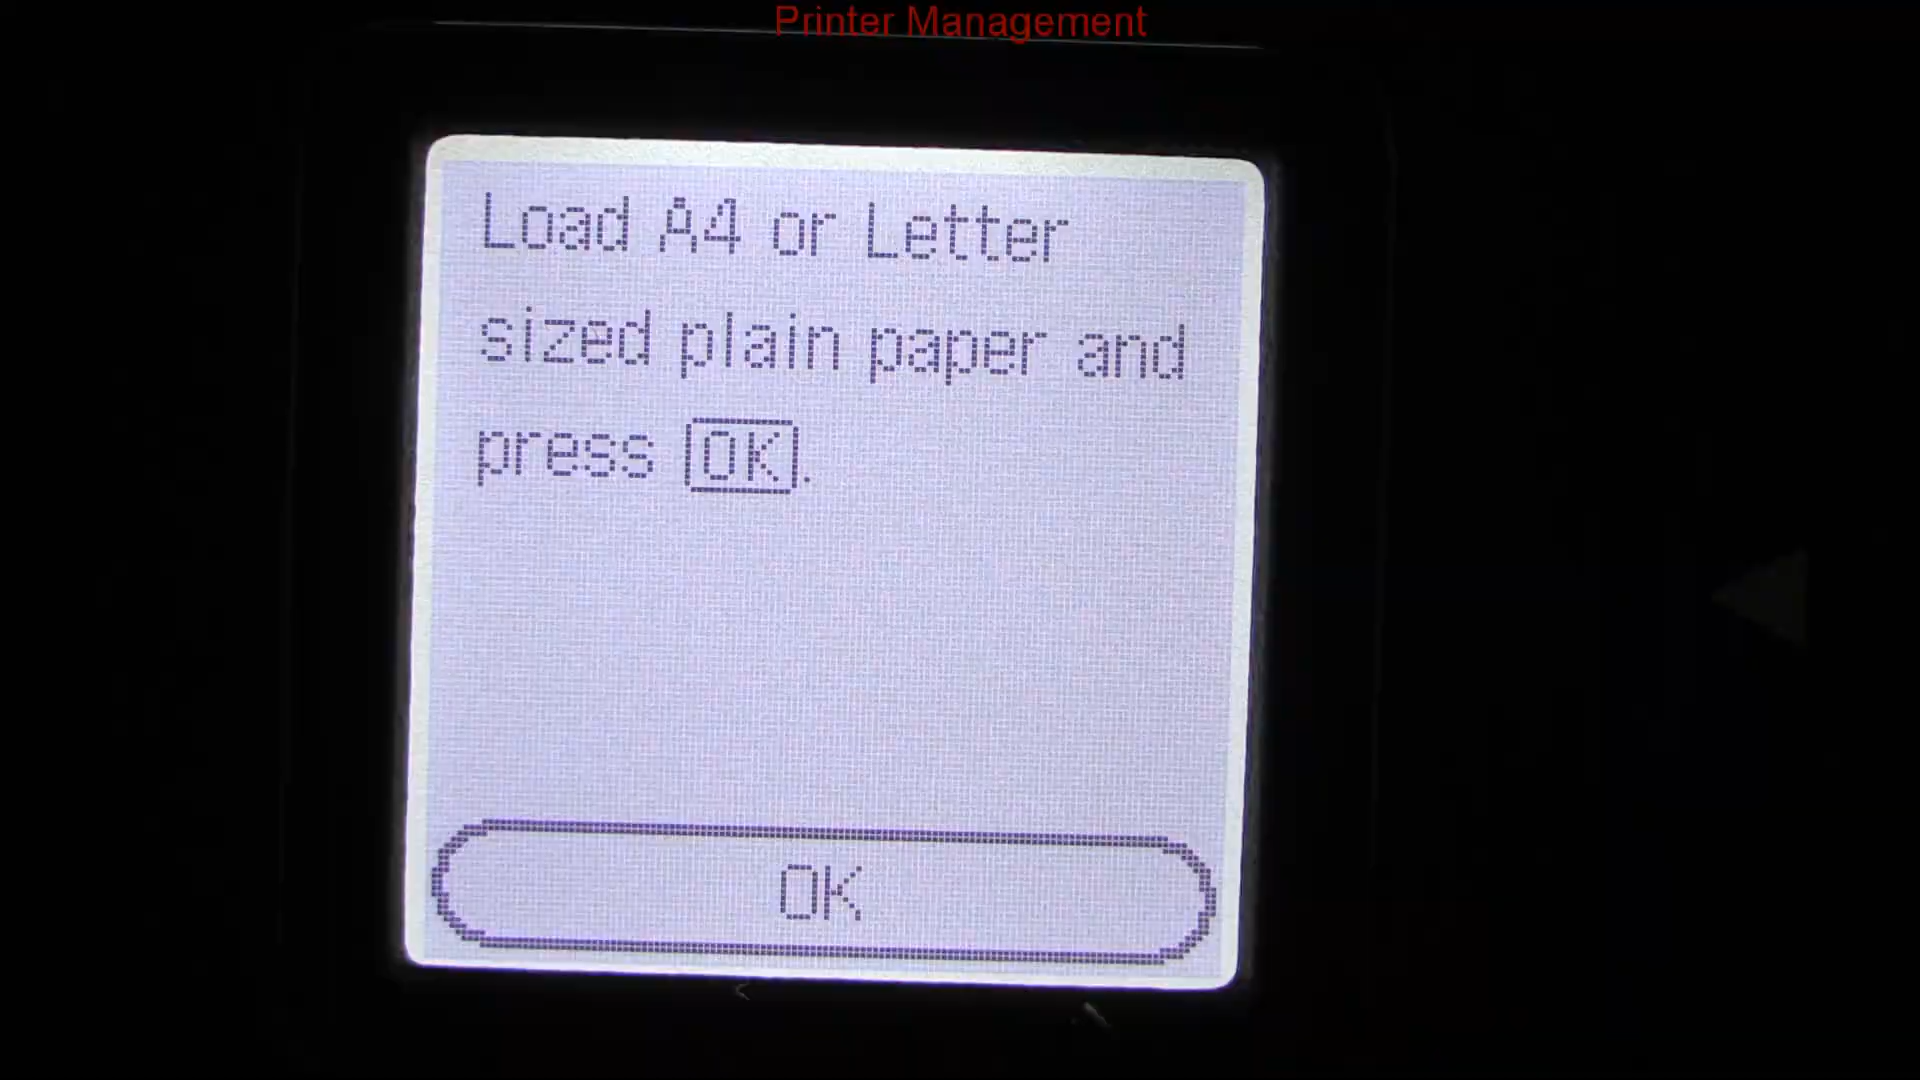 Printer Management
Load A4 or Letter
sized plain paper and
press OK.
OK